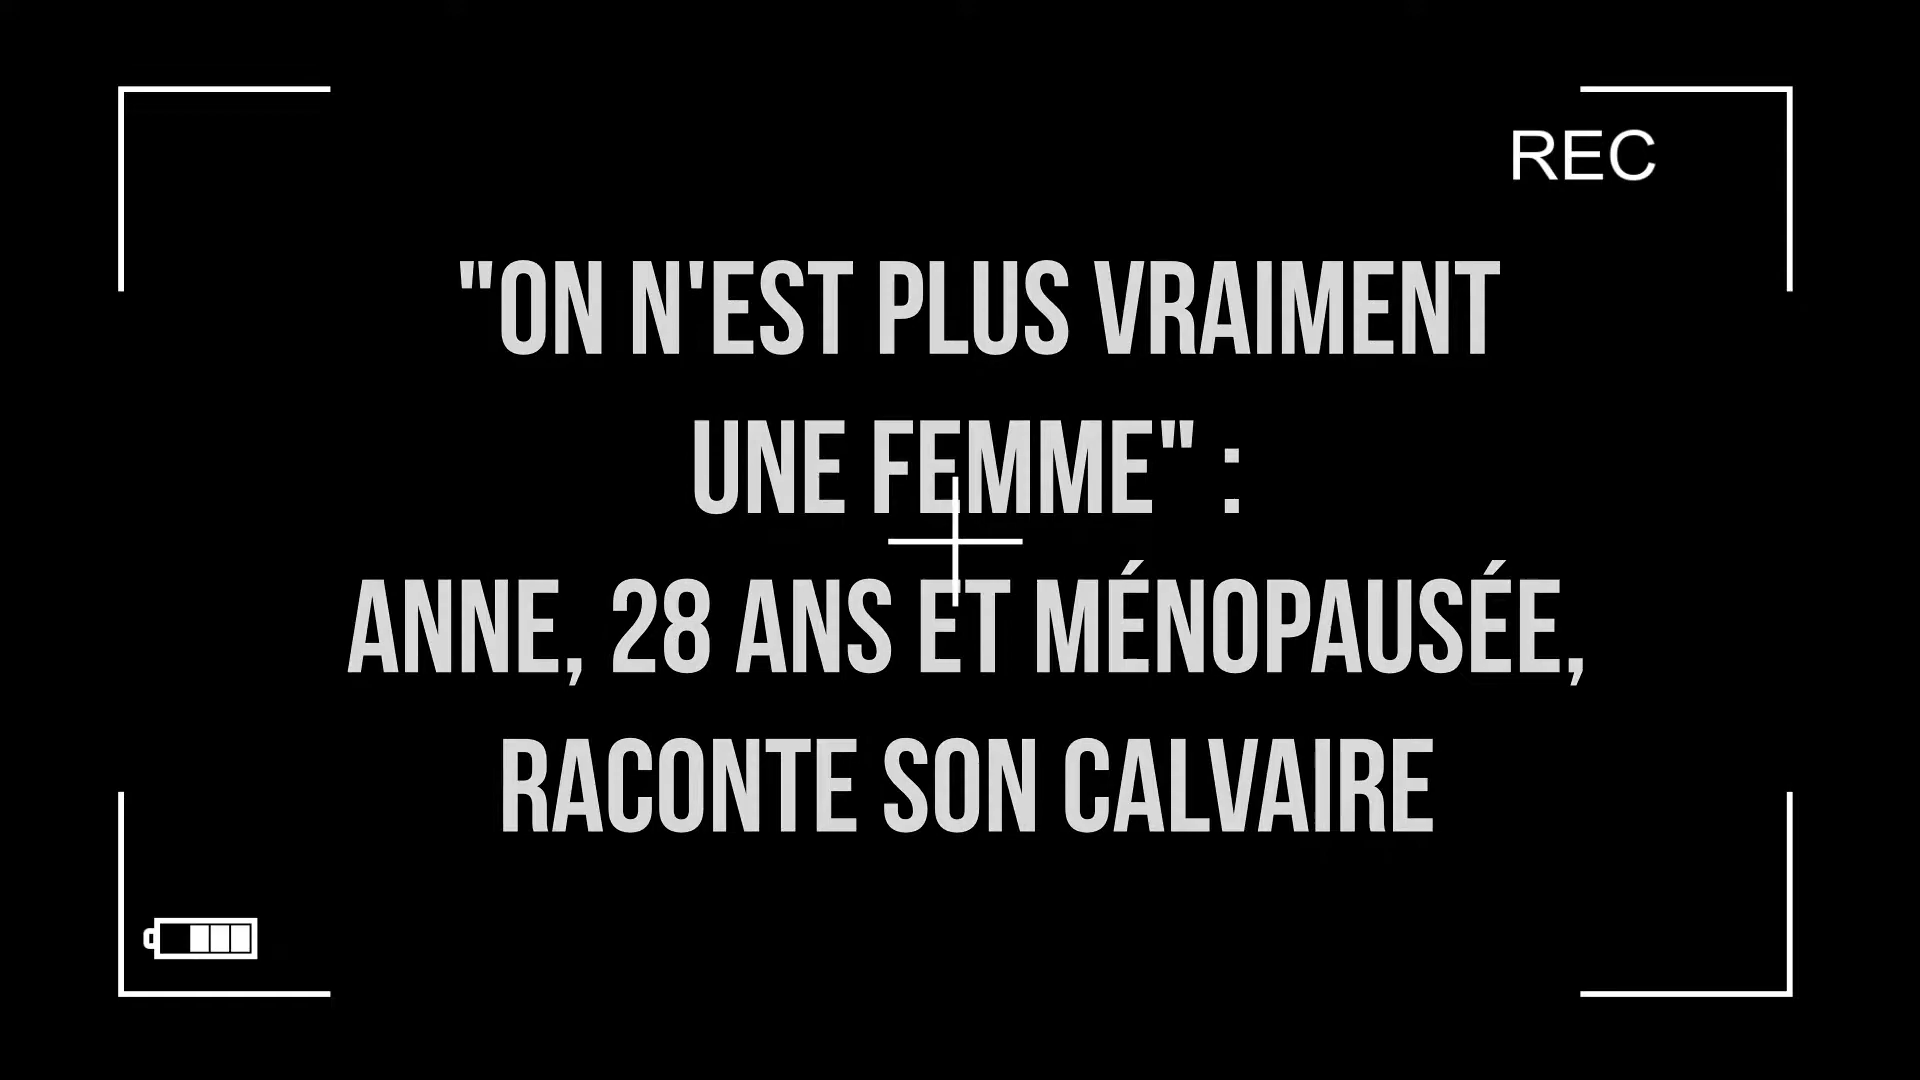 REC
"ON N'EST PLUS VRAIMENT
UNE FEMME" :
ANNE, 28 ANS ET MÉNOPAUSÉE,
RACONTE SON CALVAIRE